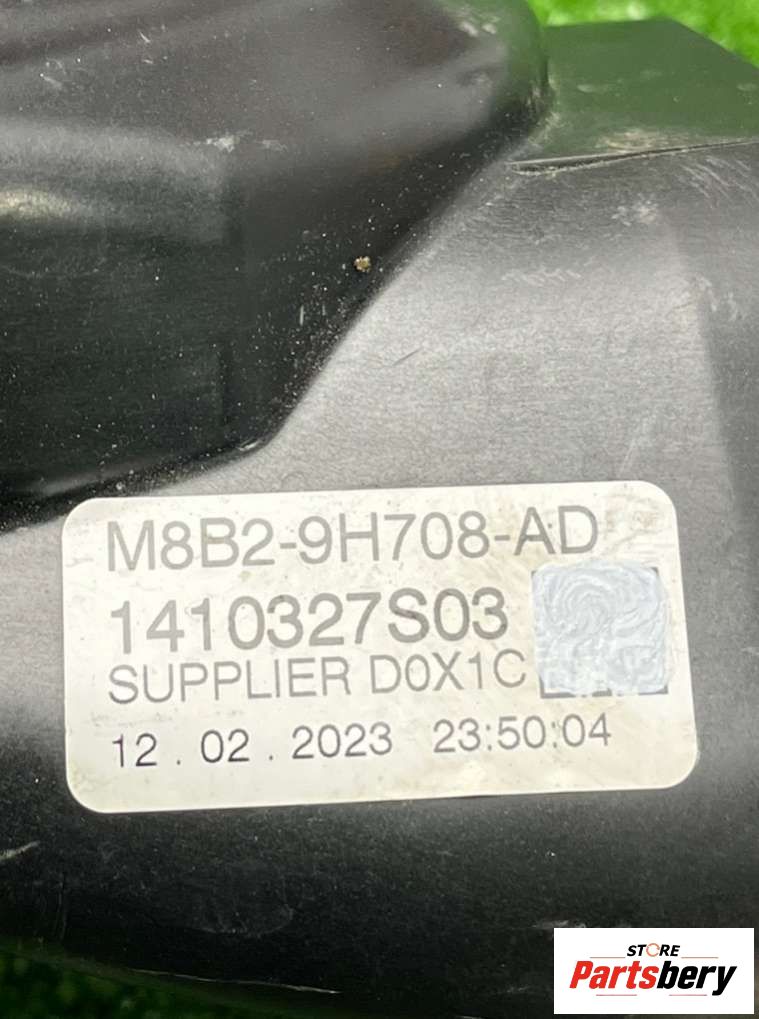 M8B2-9H708-AD
1410327S03
SUPPLIER D0X1C
12 . 02 . 2023 23:50:04
STORE
Partsbery